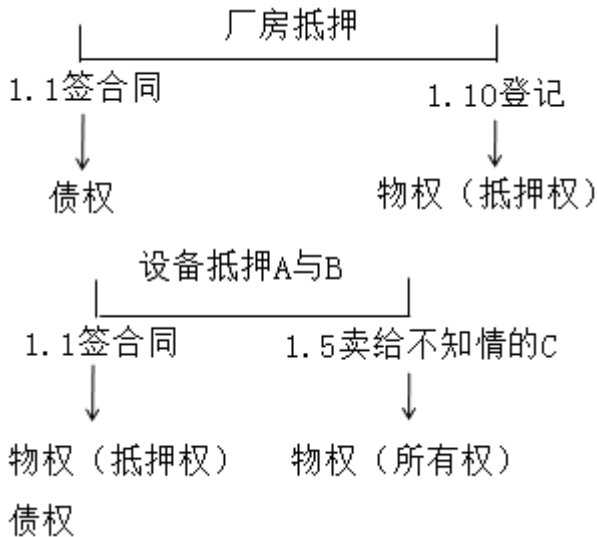 厂房抵押
1.1签合同
1.10登记
债权
物权（抵押权）
设备抵押A与B
1.1签合同
1.5卖给不知情的C
物权（抵押权）
物权（所有权）
债权